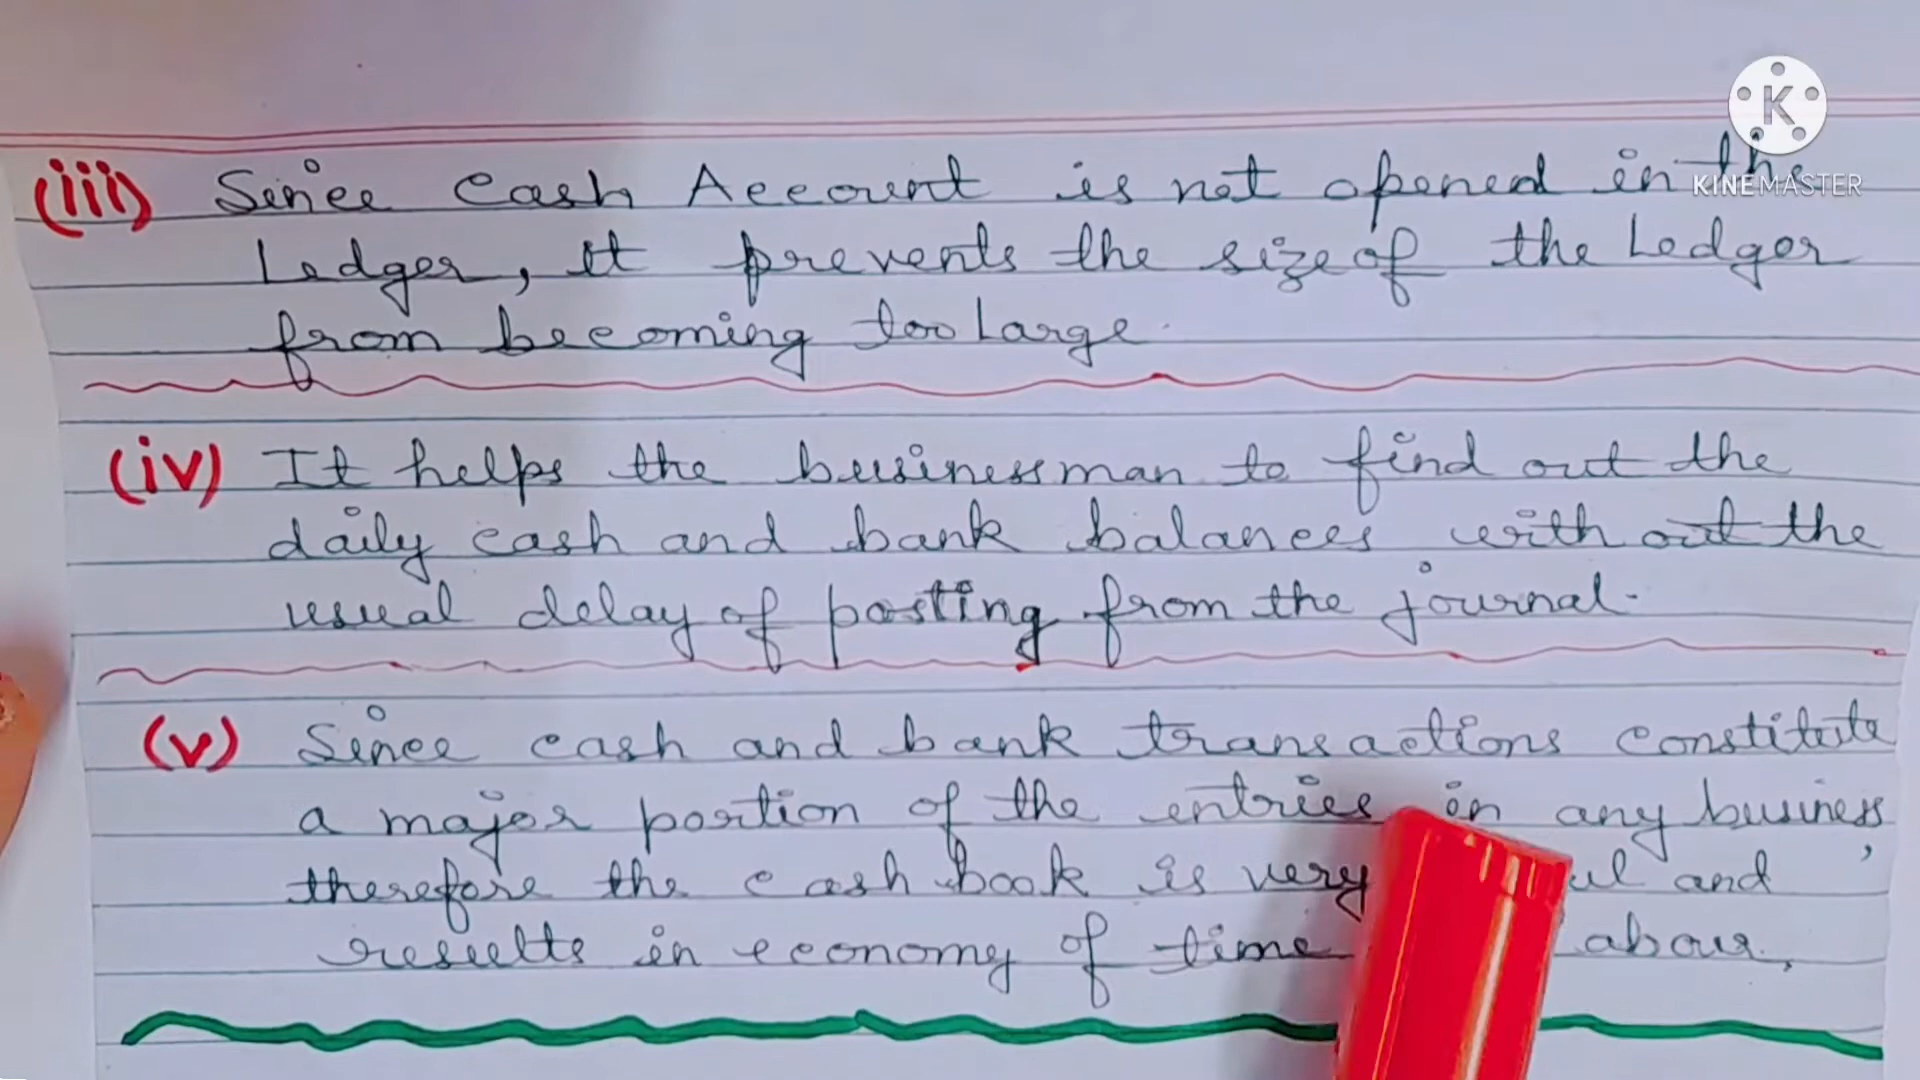 (iii) Since Cash Account is not opened in the
Ledger, it prevents the size of the Ledger
from becoming too Large.
(iv) It helps the businessman to find out the
daily cash and bank balances with out the
usual delay of posting from the journal.
(v) Since cash and bank transactions constitute
a major portion of the entries in any business,
therefore the cash book is very and
results in economy of time
K
KINEMASTER